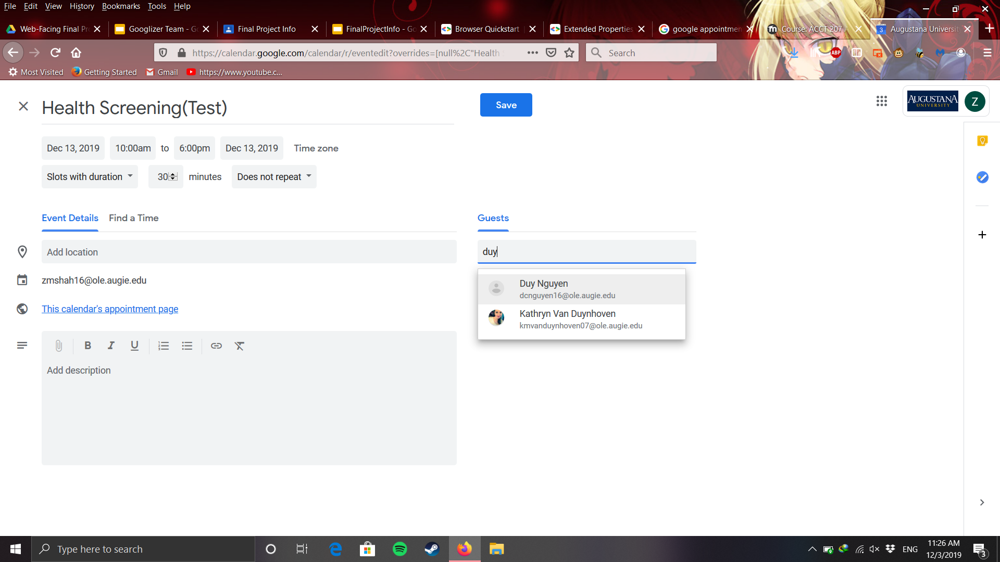 File Edit View History Bookmarks Tools Help
Web-Facing Final Pr Googlizer Team - Go Final Project Info FinalProjectInfo - Go Browser Quickstart Extended Properties google appointmen Course: ACCT 207 A 3 Augustana Universit
https://calendar.google.com/calendar/r/eventedit?overrides=[null%2C"Health Search ABP
Most Visited Getting Started Gmail https://www.youtube.c...
Health Screening(Test) Save AUGUSTANA UNIVERSITY Z
Dec 13, 2019 10:00am to 6:00pm Dec 13, 2019 Time zone
Slots with duration 30 minutes Does not repeat
Event Details Find a Time Guests
Add location duy
Duy Nguyen
dcnguyen16@ole.augie.edu
Kathryn Van Duynhoven
kmvanduynhoven07@ole.augie.edu
zmshah16@ole.augie.edu
This calendar's appointment page
B I U
Add description
Type here to search ENG 11:26 AM
12/3/2019 3